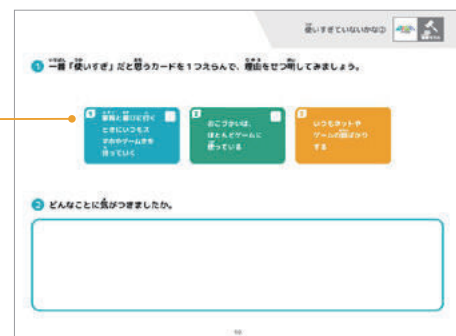 使いすぎていないかな②
1 一番「使いすぎ」だと思うカードを1つえらんで、理由をせつ明してみましょう。
1
家族と出かけに行く
ときにいつもス
マホやゲームきを
持っていく
2
おこづかいは、
ほとんどゲームに
使っている
3
いつもネットや
ゲームの話ばかり
する
2 どんなことに気がつきましたか。